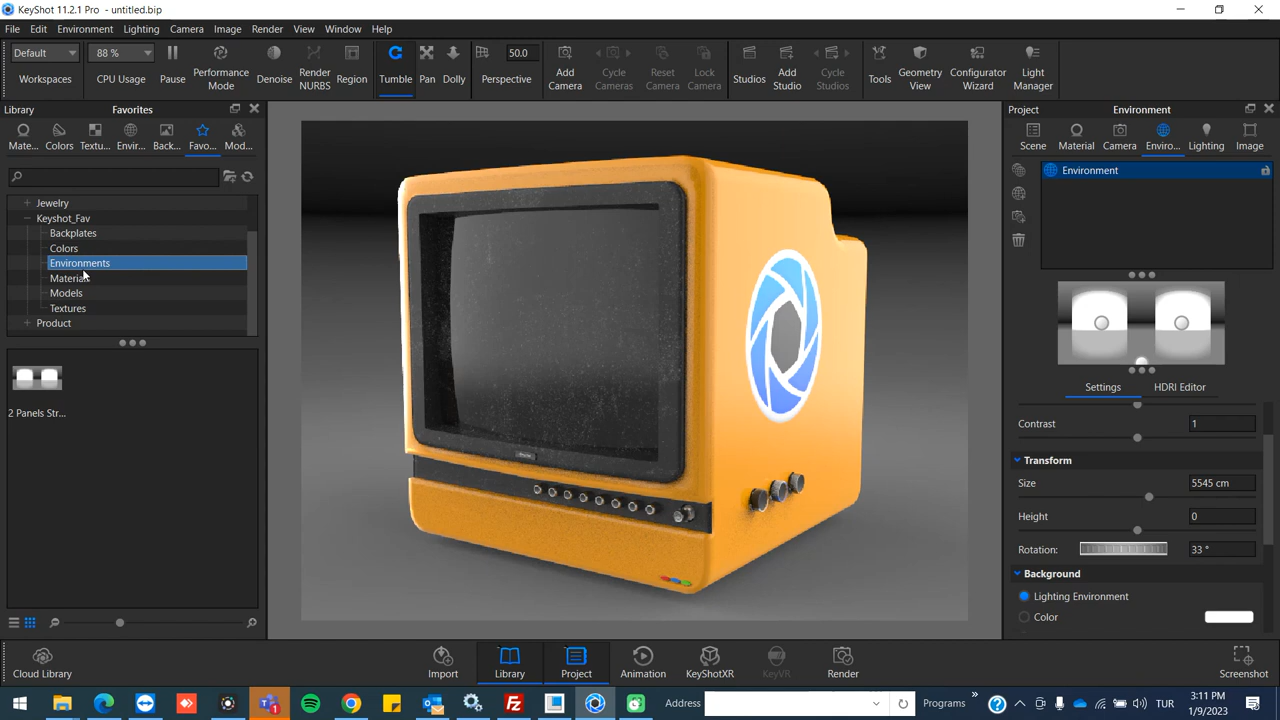 KeyShot 11.2.1 Pro - untitled.bip
File Edit Environment Lighting Camera Image Render View Window Help
Default 88 % 50.0
Workspaces CPU Usage Pause Performance Mode Denoise Render NURBS Region Tumble Pan Dolly Perspective Add Camera Cycle Cameras Reset Camera Lock Camera Studios Add Studio Cycle Studios Tools Geometry View Configurator Wizard Light Manager
Library Favorites
Mate... Colors Textu... Envir... Back... Favo... Mod...
Jewelry
Keyshot_Fav
Backplates
Colors
Environments
Materials
Models
Textures
Product
2 Panels Str...
Project Environment
Scene Material Camera Enviro... Lighting Image
Environment
Settings HDRI Editor
Contrast 1
Transform
Size 5545 cm
Height 0
Rotation: 33 °
Background
Lighting Environment
Color
Cloud Library Import Library Project Animation KeyShotXR KeyVR Render Screenshot
Address Programs » TUR 3:11 PM
1/9/2023